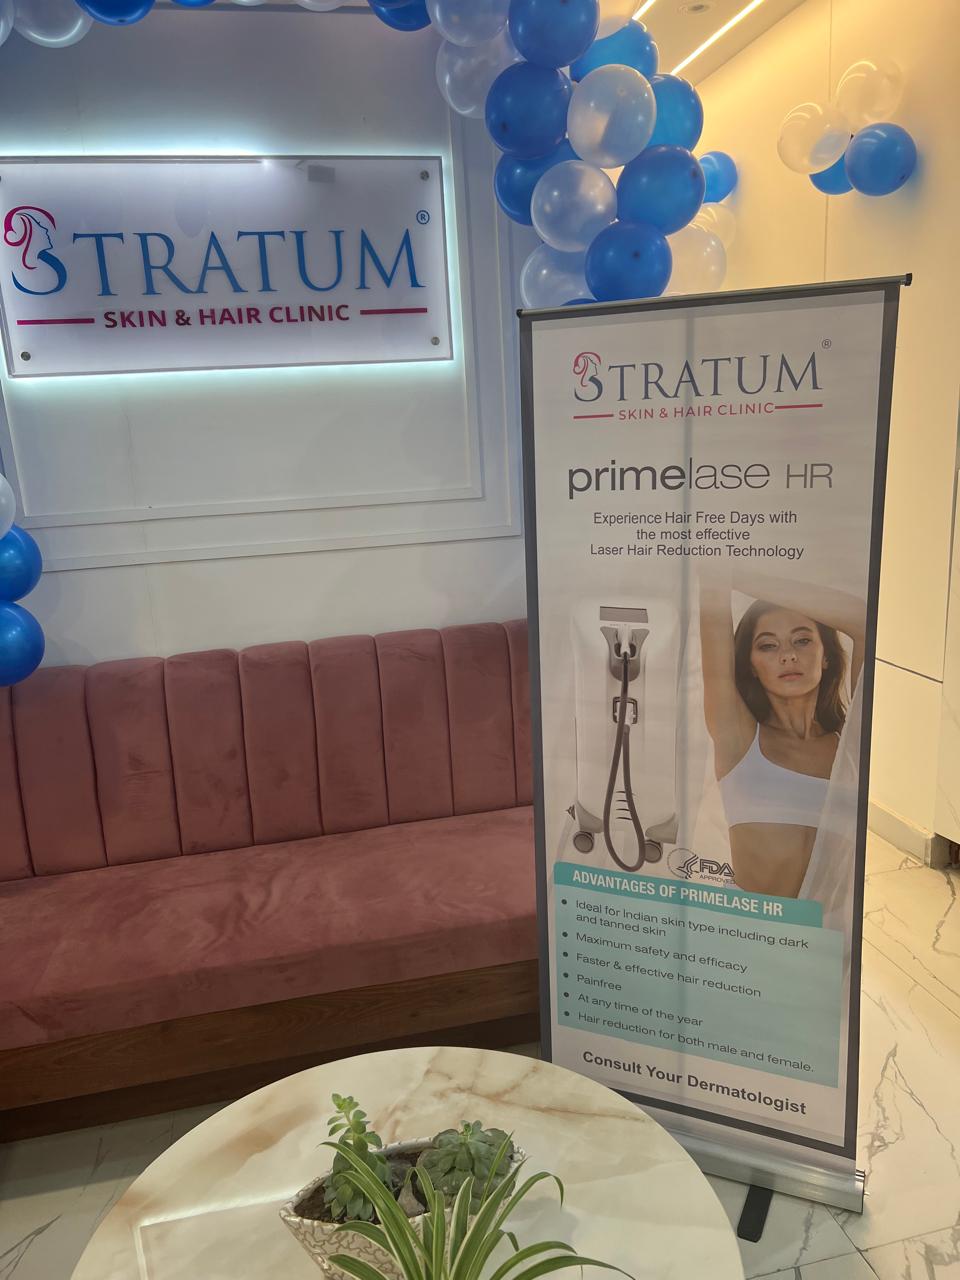 STRATUM®
SKIN & HAIR CLINIC
STRATUM®
SKIN & HAIR CLINIC
primelase HR
Experience Hair Free Days with
the most effective
Laser Hair Reduction Technology
FDA
APPROVED
ADVANTAGES OF PRIMELASE HR
• Ideal for Indian skin type including dark
and tanned skin
• Maximum safety and efficacy
• Faster & effective hair reduction
• Painfree
• At any time of the year
• Hair reduction for both male and female.
Consult Your Dermatologist